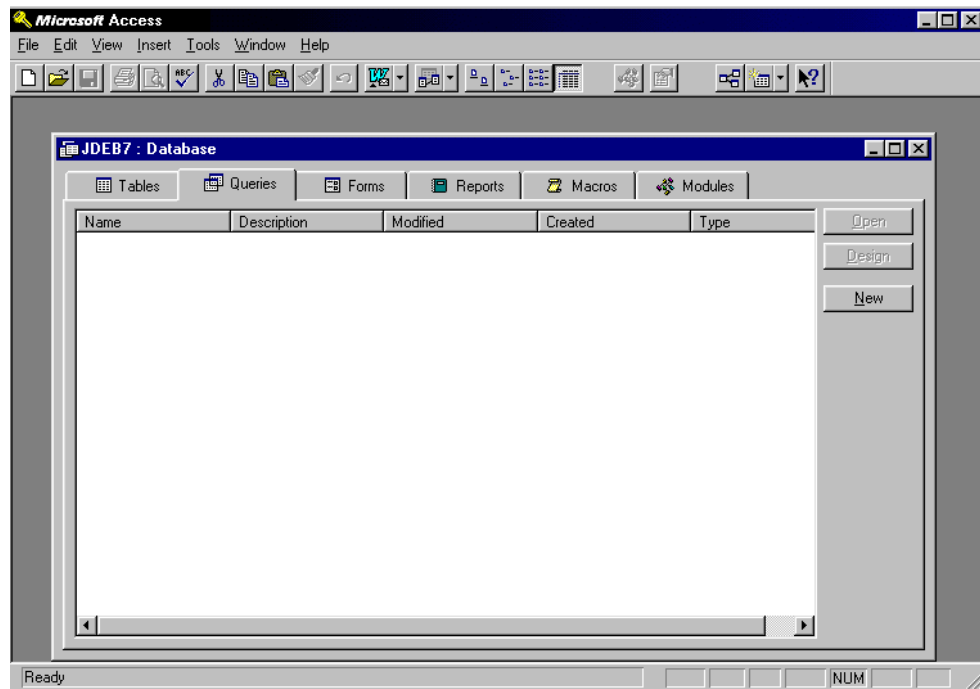 Microsoft Access
File Edit View Insert Tools Window Help
ABC
JDEB7 : Database
Tables Queries Forms Reports Macros Modules
Name Description Modified Created Type
Open
Design
New
Ready NUM